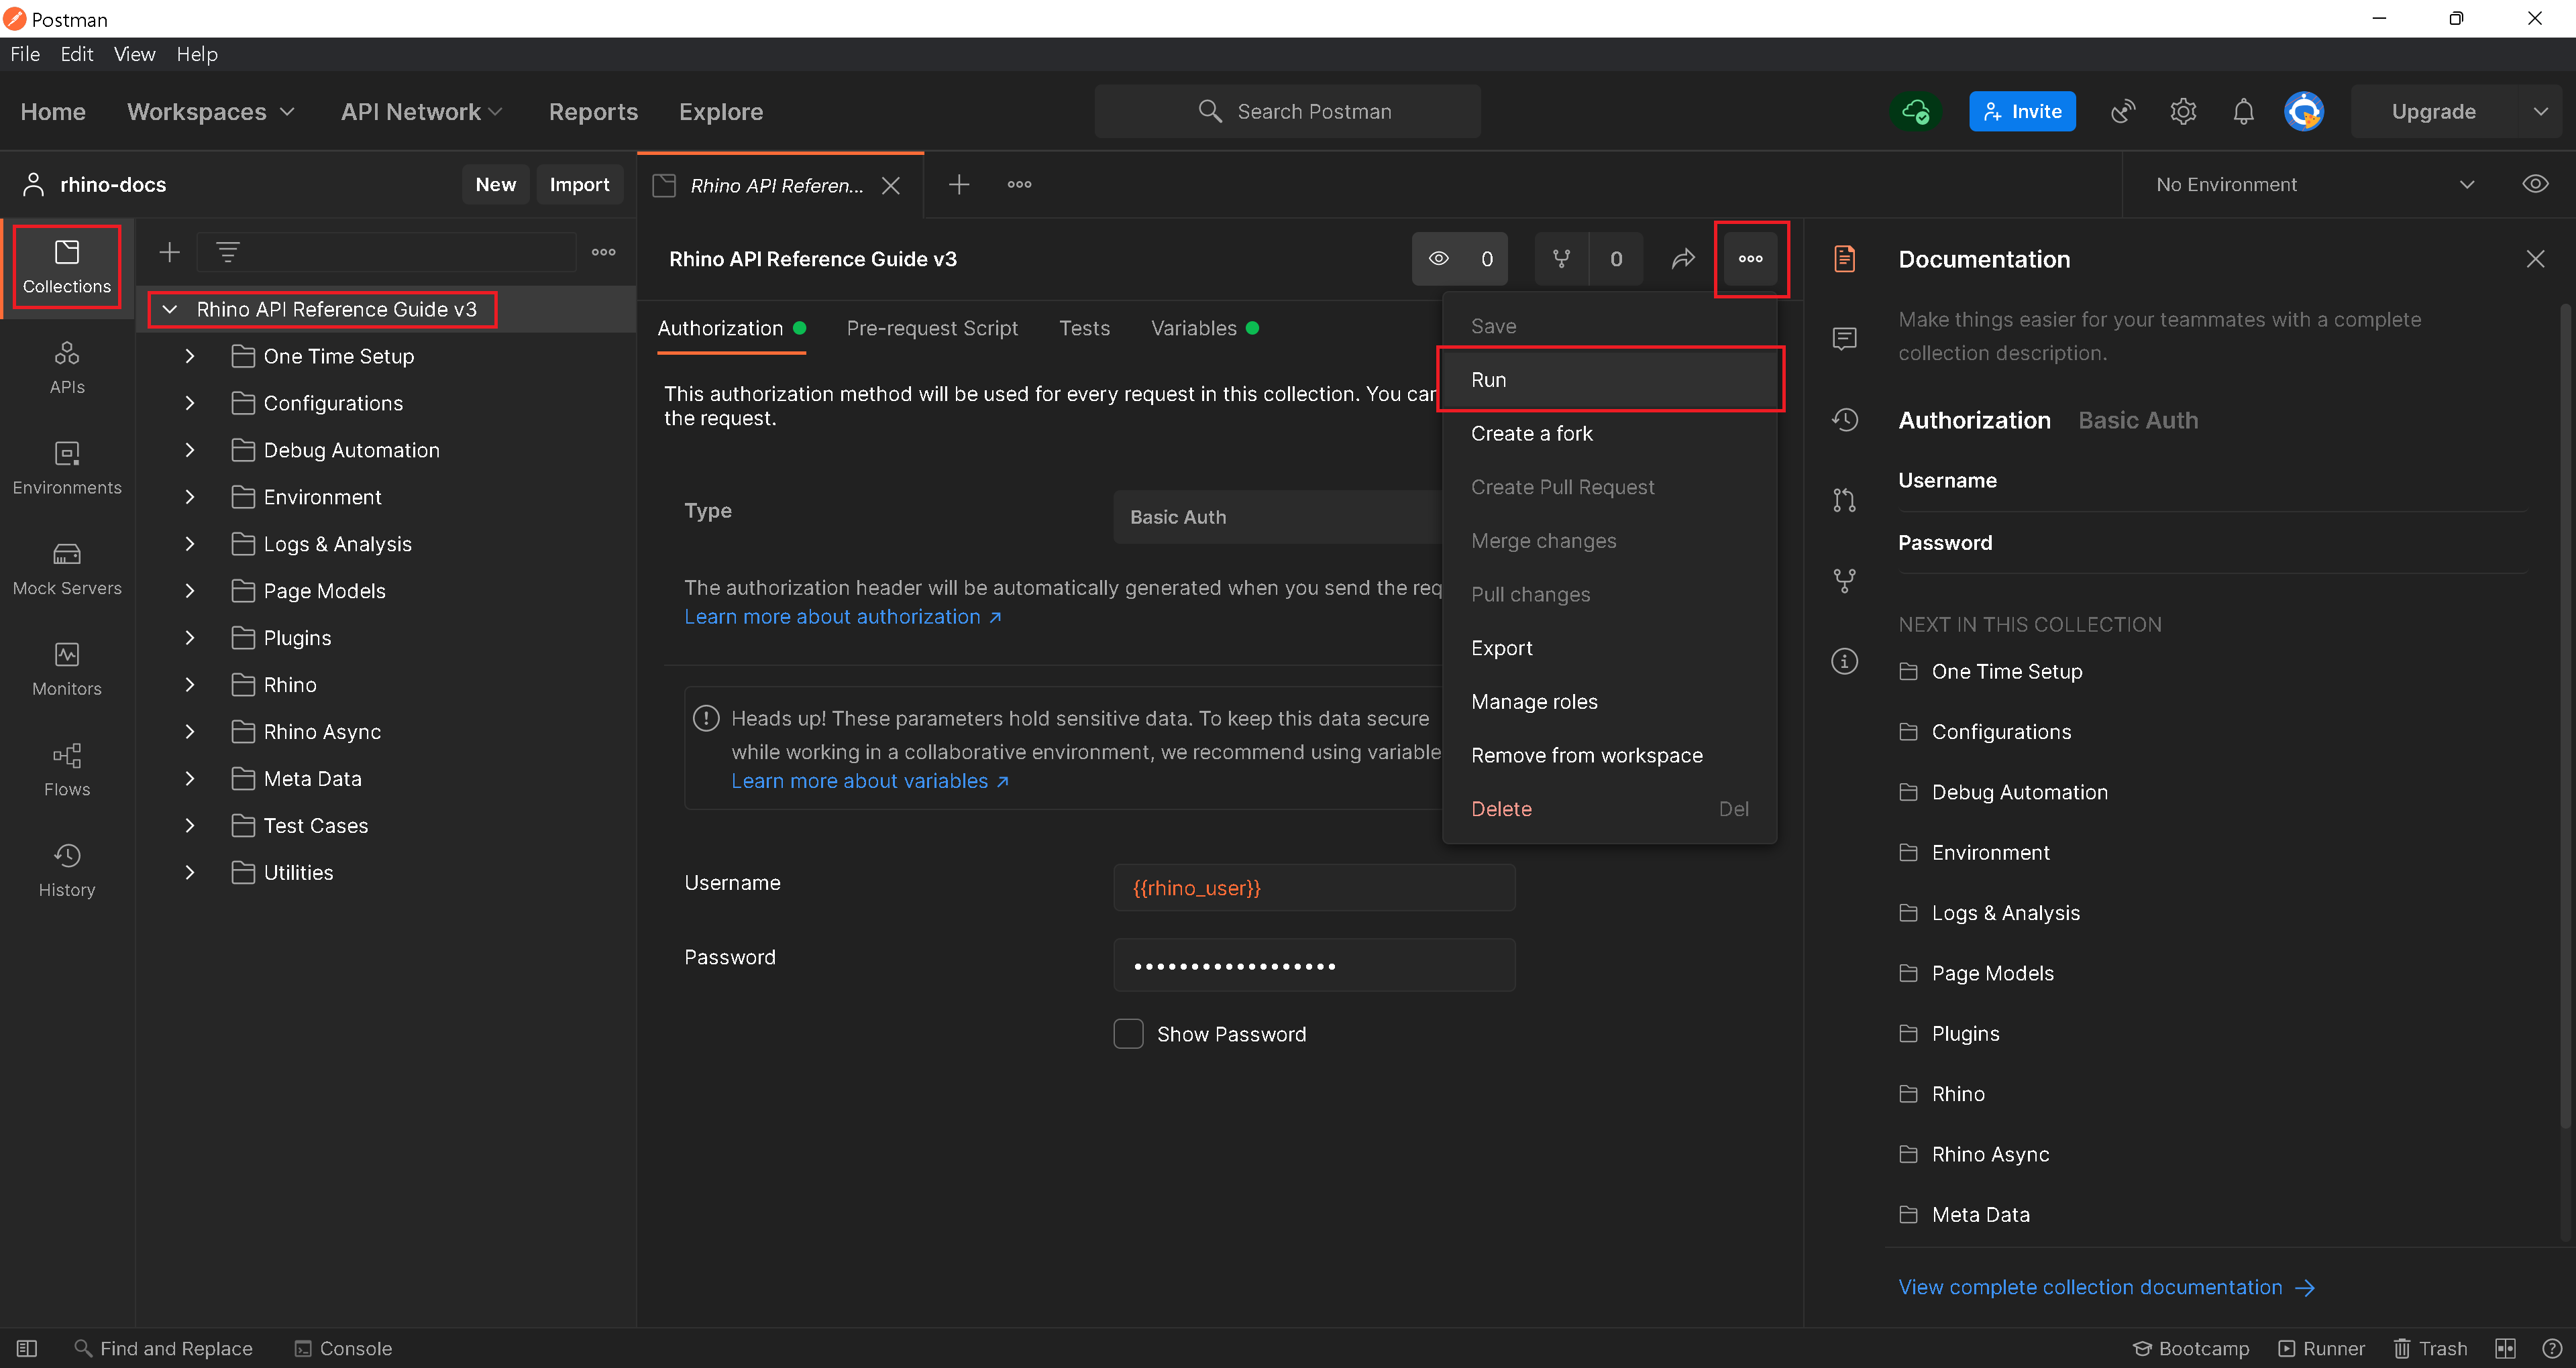 Postman
File Edit View Help
Home Workspaces API Network Reports Explore Search Postman Invite Upgrade
rhino-docs New Import Rhino API Referen... No Environment
Collections
APIs
Environments
Mock Servers
Monitors
Flows
History
Rhino API Reference Guide v3
One Time Setup
Configurations
Debug Automation
Environment
Logs & Analysis
Page Models
Plugins
Rhino
Rhino Async
Meta Data
Test Cases
Utilities
Rhino API Reference Guide v3 0 0
Authorization Pre-request Script Tests Variables
This authorization method will be used for every request in this collection. You can
the request.
Type Basic Auth
The authorization header will be automatically generated when you send the req
Learn more about authorization ↗
Heads up! These parameters hold sensitive data. To keep this data secure
while working in a collaborative environment, we recommend using variable
Learn more about variables ↗
Username {{rhino_user}}
Password
Show Password
Save
Run
Create a fork
Create Pull Request
Merge changes
Pull changes
Export
Manage roles
Remove from workspace
Delete Del
Documentation
Make things easier for your teammates with a complete
collection description.
Authorization Basic Auth
Username
Password
NEXT IN THIS COLLECTION
One Time Setup
Configurations
Debug Automation
Environment
Logs & Analysis
Page Models
Plugins
Rhino
Rhino Async
Meta Data
View complete collection documentation →
Find and Replace Console Bootcamp Runner Trash